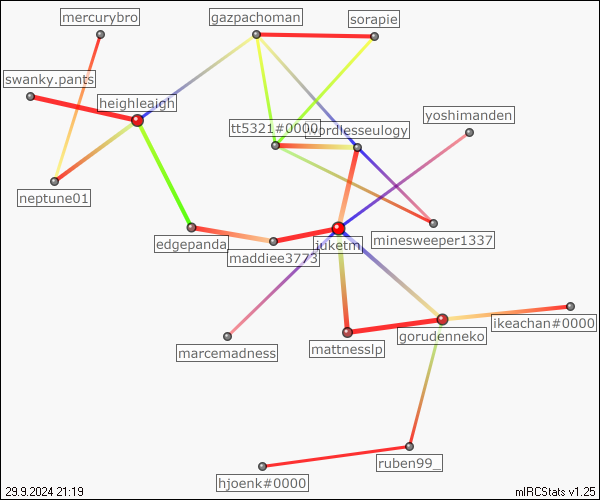 mercurybro
gazpachoman
sorapie
swanky.pants
heighleaigh
yoshimanden
tt5321#0000
wordlesseulogy
neptune01
edgepanda
maddiee3773
juketm
minesweeper1337
marcemadness
mattnesslp
gorudenneko
ikeachan#0000
ruben99_
hjoenk#0000
29.9.2024 21:19
mIRCStats v1.25